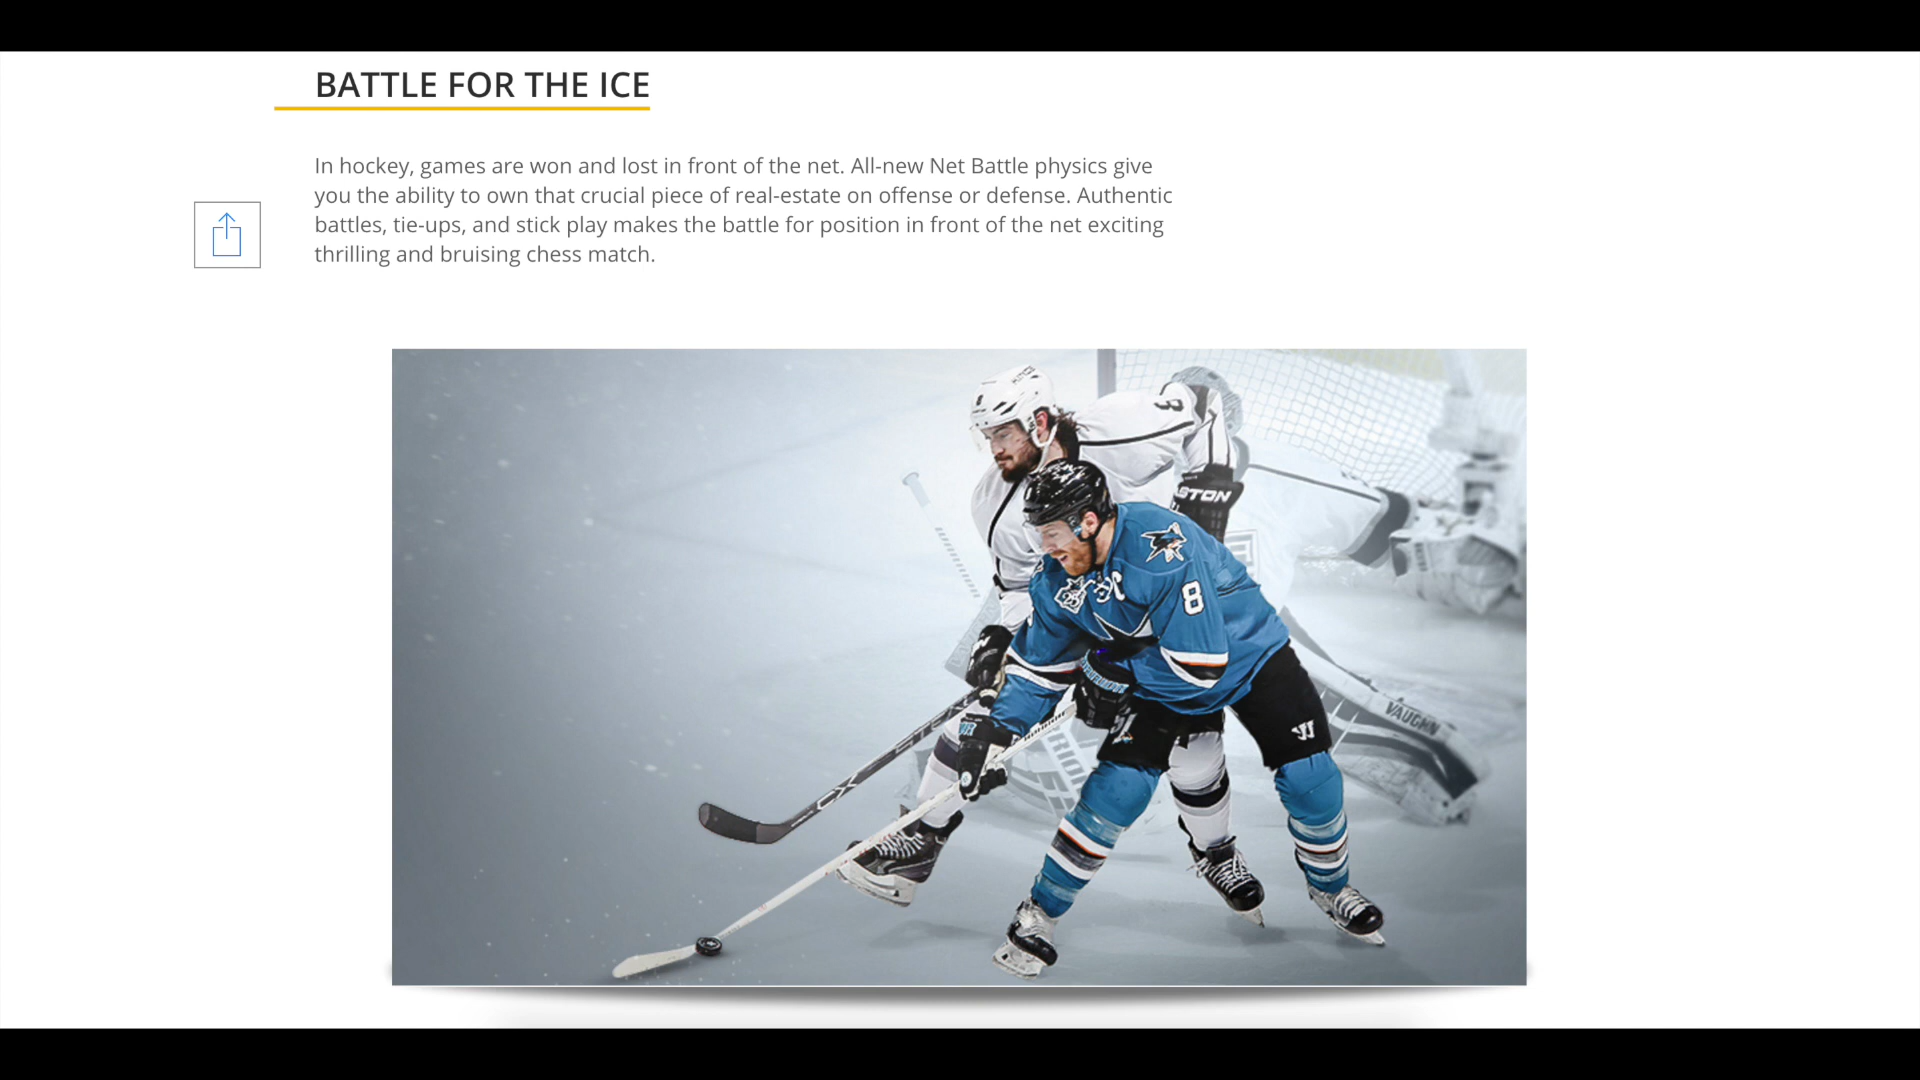 BATTLE FOR THE ICE
In hockey, games are won and lost in front of the net. All-new Net Battle physics give
you the ability to own that crucial piece of real-estate on offense or defense. Authentic
battles, tie-ups, and stick play makes the battle for position in front of the net exciting
thrilling and bruising chess match.
8
8
25
C
CX
VAUGHN